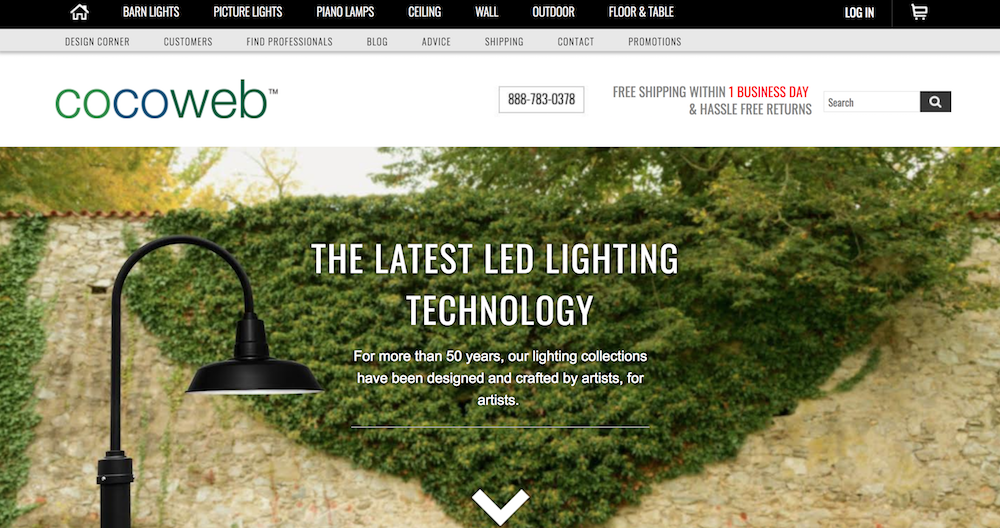 BARN LIGHTS PICTURE LIGHTS PIANO LAMPS CEILING WALL OUTDOOR FLOOR & TABLE LOG IN
DESIGN CORNER CUSTOMERS FIND PROFESSIONALS BLOG ADVICE SHIPPING CONTACT PROMOTIONS
cocoweb™
888-783-0378
FREE SHIPPING WITHIN 1 BUSINESS DAY
& HASSLE FREE RETURNS
Search
THE LATEST LED LIGHTING
TECHNOLOGY
For more than 50 years, our lighting collections
have been designed and crafted by artists, for
artists.